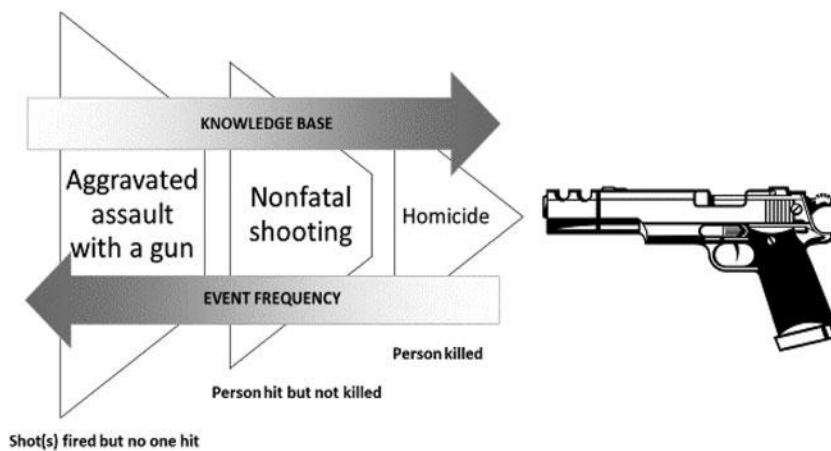 KNOWLEDGE BASE
Aggravated
assault
with a gun
Nonfatal
shooting
Homicide
EVENT FREQUENCY
Person killed
Person hit but not killed
Shot(s) fired but no one hit